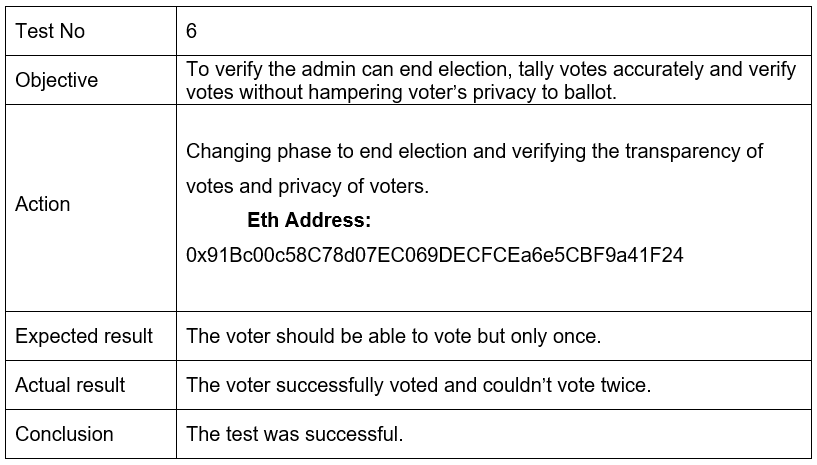 Test No 6
Objective To verify the admin can end election, tally votes accurately and verify
votes without hampering voter’s privacy to ballot.
Action
Changing phase to end election and verifying the transparency of
votes and privacy of voters.
Eth Address:
0x91Bc00c58C78d07EC069DECFCEa6e5CBF9a41F24
Expected result The voter should be able to vote but only once.
Actual result The voter successfully voted and couldn’t vote twice.
Conclusion The test was successful.